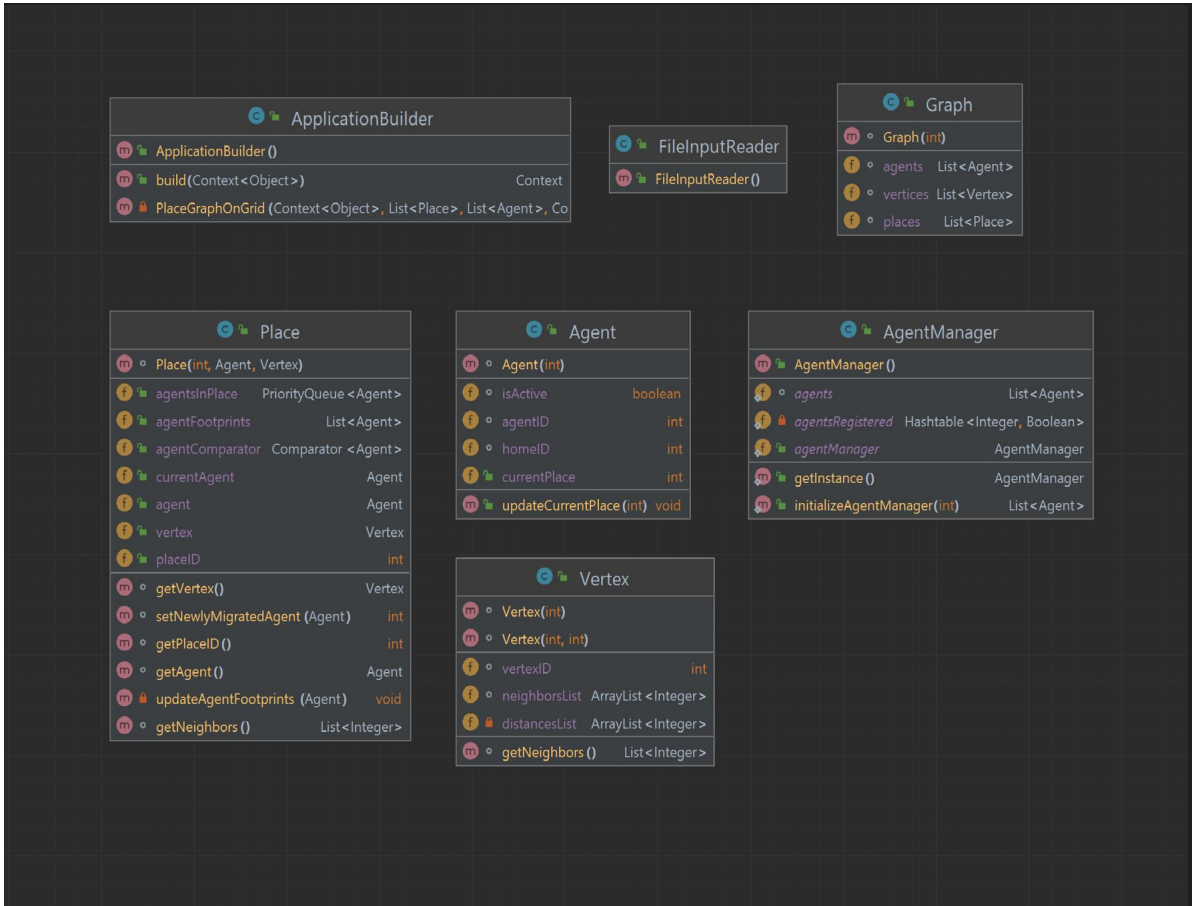 ApplicationBuilder
ApplicationBuilder()
build(Context<Object>) Context
PlaceGraphOnGrid(Context<Object>, List<Place>, List<Agent>, Co
FileInputReader
FileInputReader()
Graph
Graph(int)
agents List<Agent>
vertices List<Vertex>
places List<Place>
Place
Place(int, Agent, Vertex)
agentsInPlace PriorityQueue<Agent>
agentFootprints List<Agent>
agentComparator Comparator<Agent>
currentAgent Agent
agent Agent
vertex Vertex
placeID int
getVertex() Vertex
setNewlyMigratedAgent(Agent) int
getPlaceID() int
getAgent() Agent
updateAgentFootprints(Agent) void
getNeighbors() List<Integer>
Agent
Agent(int)
isActive boolean
agentID int
homeID int
currentPlace int
updateCurrentPlace(int) void
AgentManager
AgentManager()
agents List<Agent>
agentsRegistered Hashtable<Integer, Boolean>
agentManager AgentManager
getInstance() AgentManager
initializeAgentManager(int) List<Agent>
Vertex
Vertex(int)
Vertex(int, int)
vertexID int
neighborsList ArrayList<Integer>
distancesList ArrayList<Integer>
getNeighbors() List<Integer>